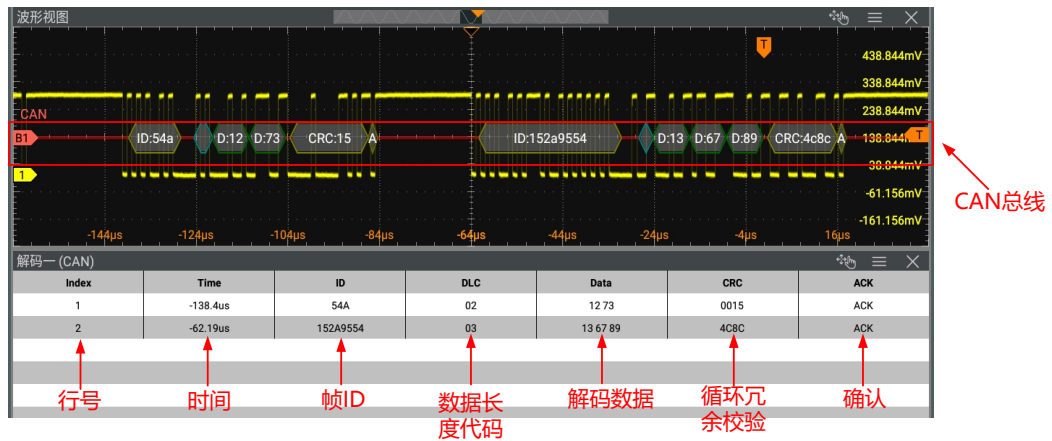 波形视图
T
438.844mV
338.844mV
238.844mV
CAN
B1
ID:54a
D:12
D:73
CRC:15
A
ID:152a9554
D:13
D:67
D:89
CRC:4c8c
A
138.844m
T
38.844mV
1
-61.156mV
CAN总线
-161.156mV
-144μs
-124μs
-104μs
-84μs
-64μs
-44μs
-24μs
-4μs
16μs
解码一 (CAN)
Index Time ID DLC Data CRC ACK
1 -138.4us 54A 02 12 73 0015 ACK
2 -62.19us 152A9554 03 13 67 89 4C8C ACK
行号
时间
帧ID
数据长
度代码
解码数据
循环冗
余校验
确认